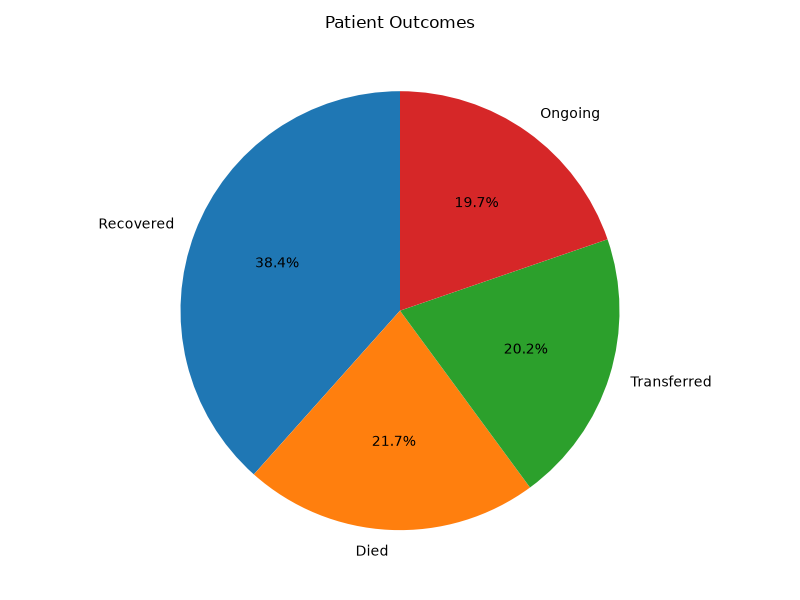 Patient Outcomes
Ongoing
19.7%
Recovered
38.4%
20.2%
Transferred
21.7%
Died